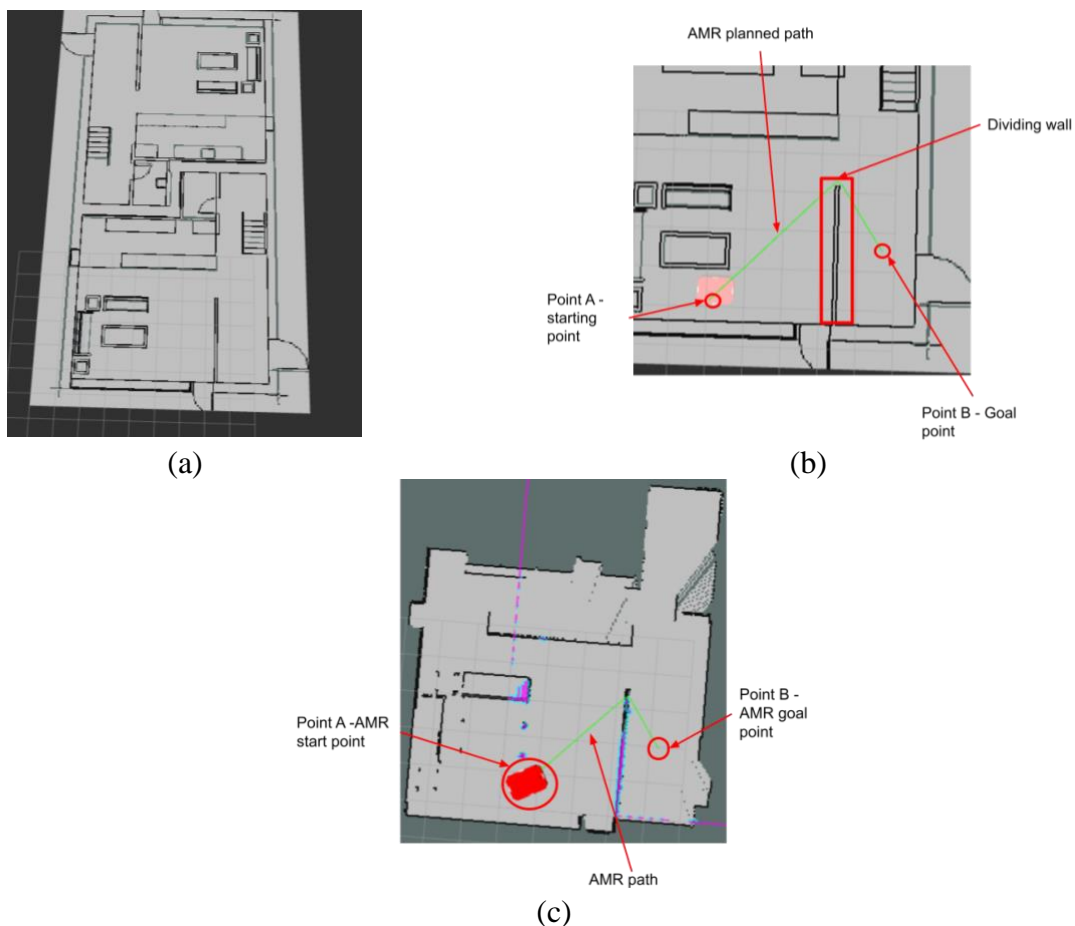 AMR planned path
Dividing wall
Point A -
starting
point
Point B - Goal
point
(a)
(b)
Point A -AMR
start point
Point B -
AMR goal
point
AMR path
(c)